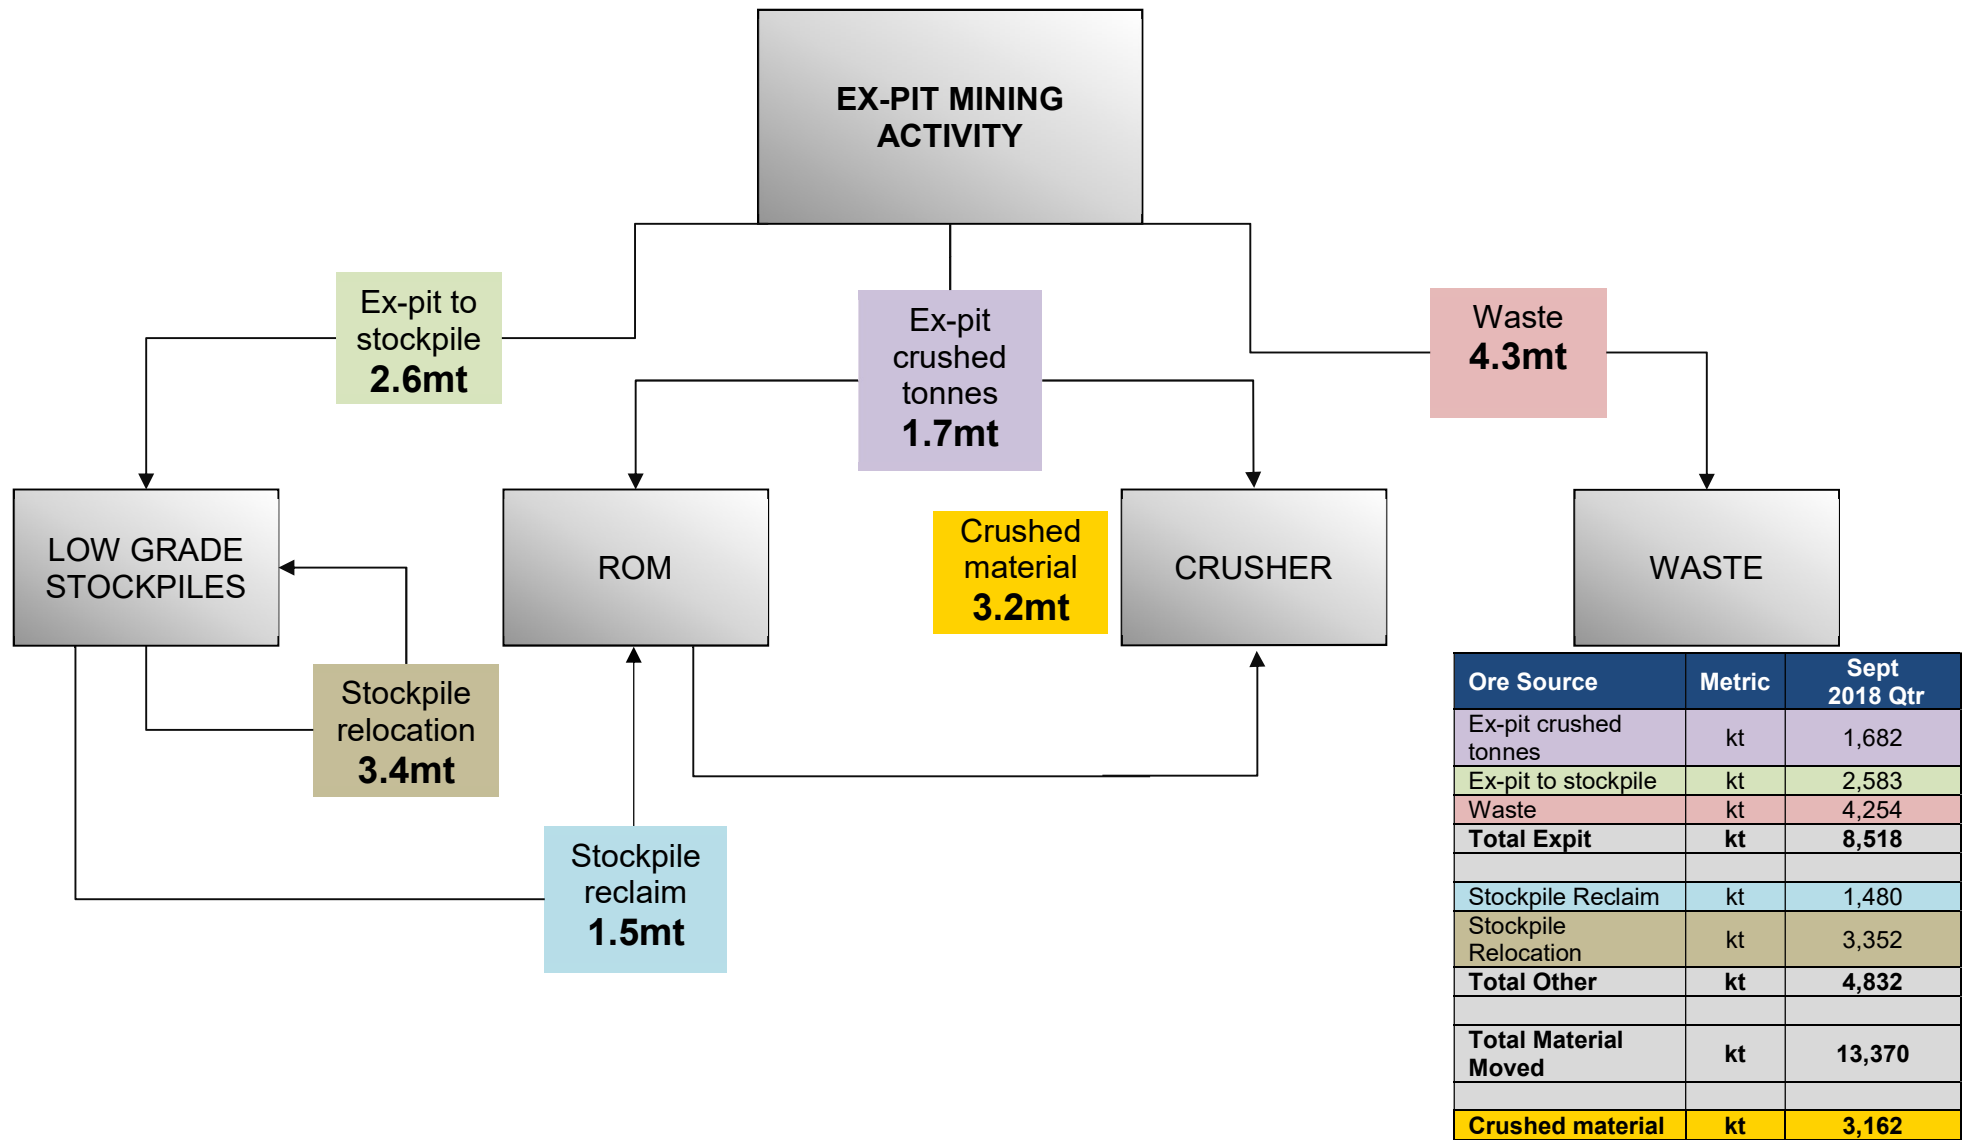 EX-PIT MINING
ACTIVITY
Ex-pit to
stockpile
2.6mt
Ex-pit
crushed
tonnes
1.7mt
Waste
4.3mt
LOW GRADE
STOCKPILES
ROM
Crushed
material
3.2mt
CRUSHER
WASTE
Stockpile
relocation
3.4mt
Stockpile
reclaim
1.5mt
Ore Source Metric Sept
2018 Qtr
Ex-pit crushed
tonnes kt 1,682
Ex-pit to stockpile kt 2,583
Waste kt 4,254
Total Expit kt 8,518
Stockpile Reclaim kt 1,480
Stockpile
Relocation kt 3,352
Total Other kt 4,832
Total Material
Moved kt 13,370
Crushed material kt 3,162